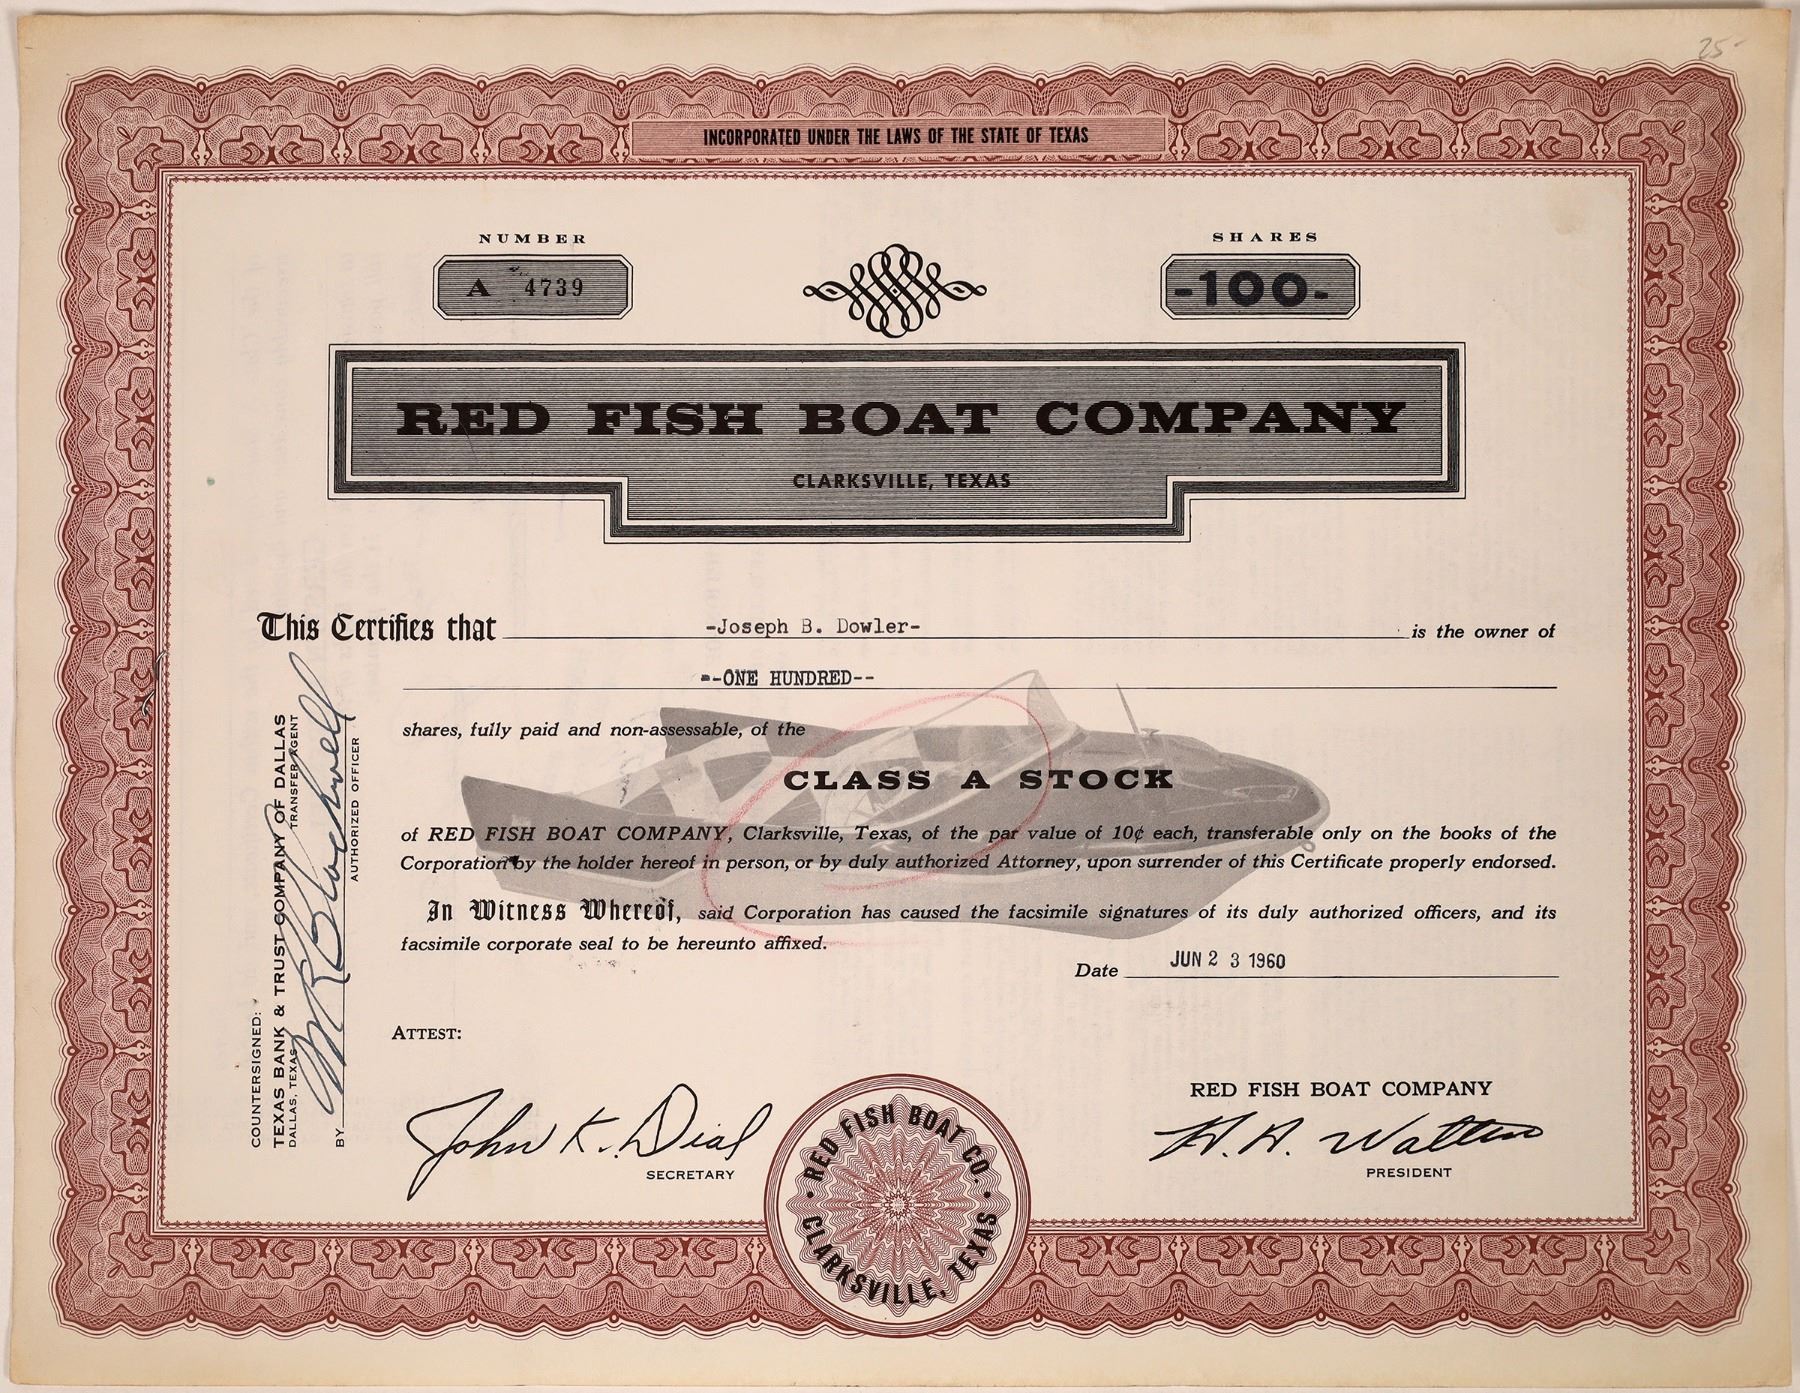 25-
INCORPORATED UNDER THE LAWS OF THE STATE OF TEXAS
NUMBER
A 4739
SHARES
-100-
RED FISH BOAT COMPANY
CLARKSVILLE, TEXAS
This Certifies that -Joseph B. Dowler- is the owner of
--ONE HUNDRED--
shares, fully paid and non-assessable, of the
CLASS A STOCK
of RED FISH BOAT COMPANY, Clarksville, Texas, of the par value of 10¢ each, transferable only on the books of the
Corporation by the holder hereof in person, or by duly authorized Attorney, upon surrender of this Certificate properly endorsed.
In Witness Whereof, said Corporation has caused the facsimile signatures of its duly authorized officers, and its
facsimile corporate seal to be hereunto affixed.
Date JUN 2 3 1960
COUNTERSIGNED:
TEXAS BANK & TRUST COMPANY OF DALLAS
DALLAS, TEXAS TRANSFER AGENT
BY
AUTHORIZED OFFICER
ATTEST:
John K. Dial
SECRETARY
RED FISH BOAT CO.
CLARKSVILLE, TEXAS
RED FISH BOAT COMPANY
H. A. Watten
PRESIDENT